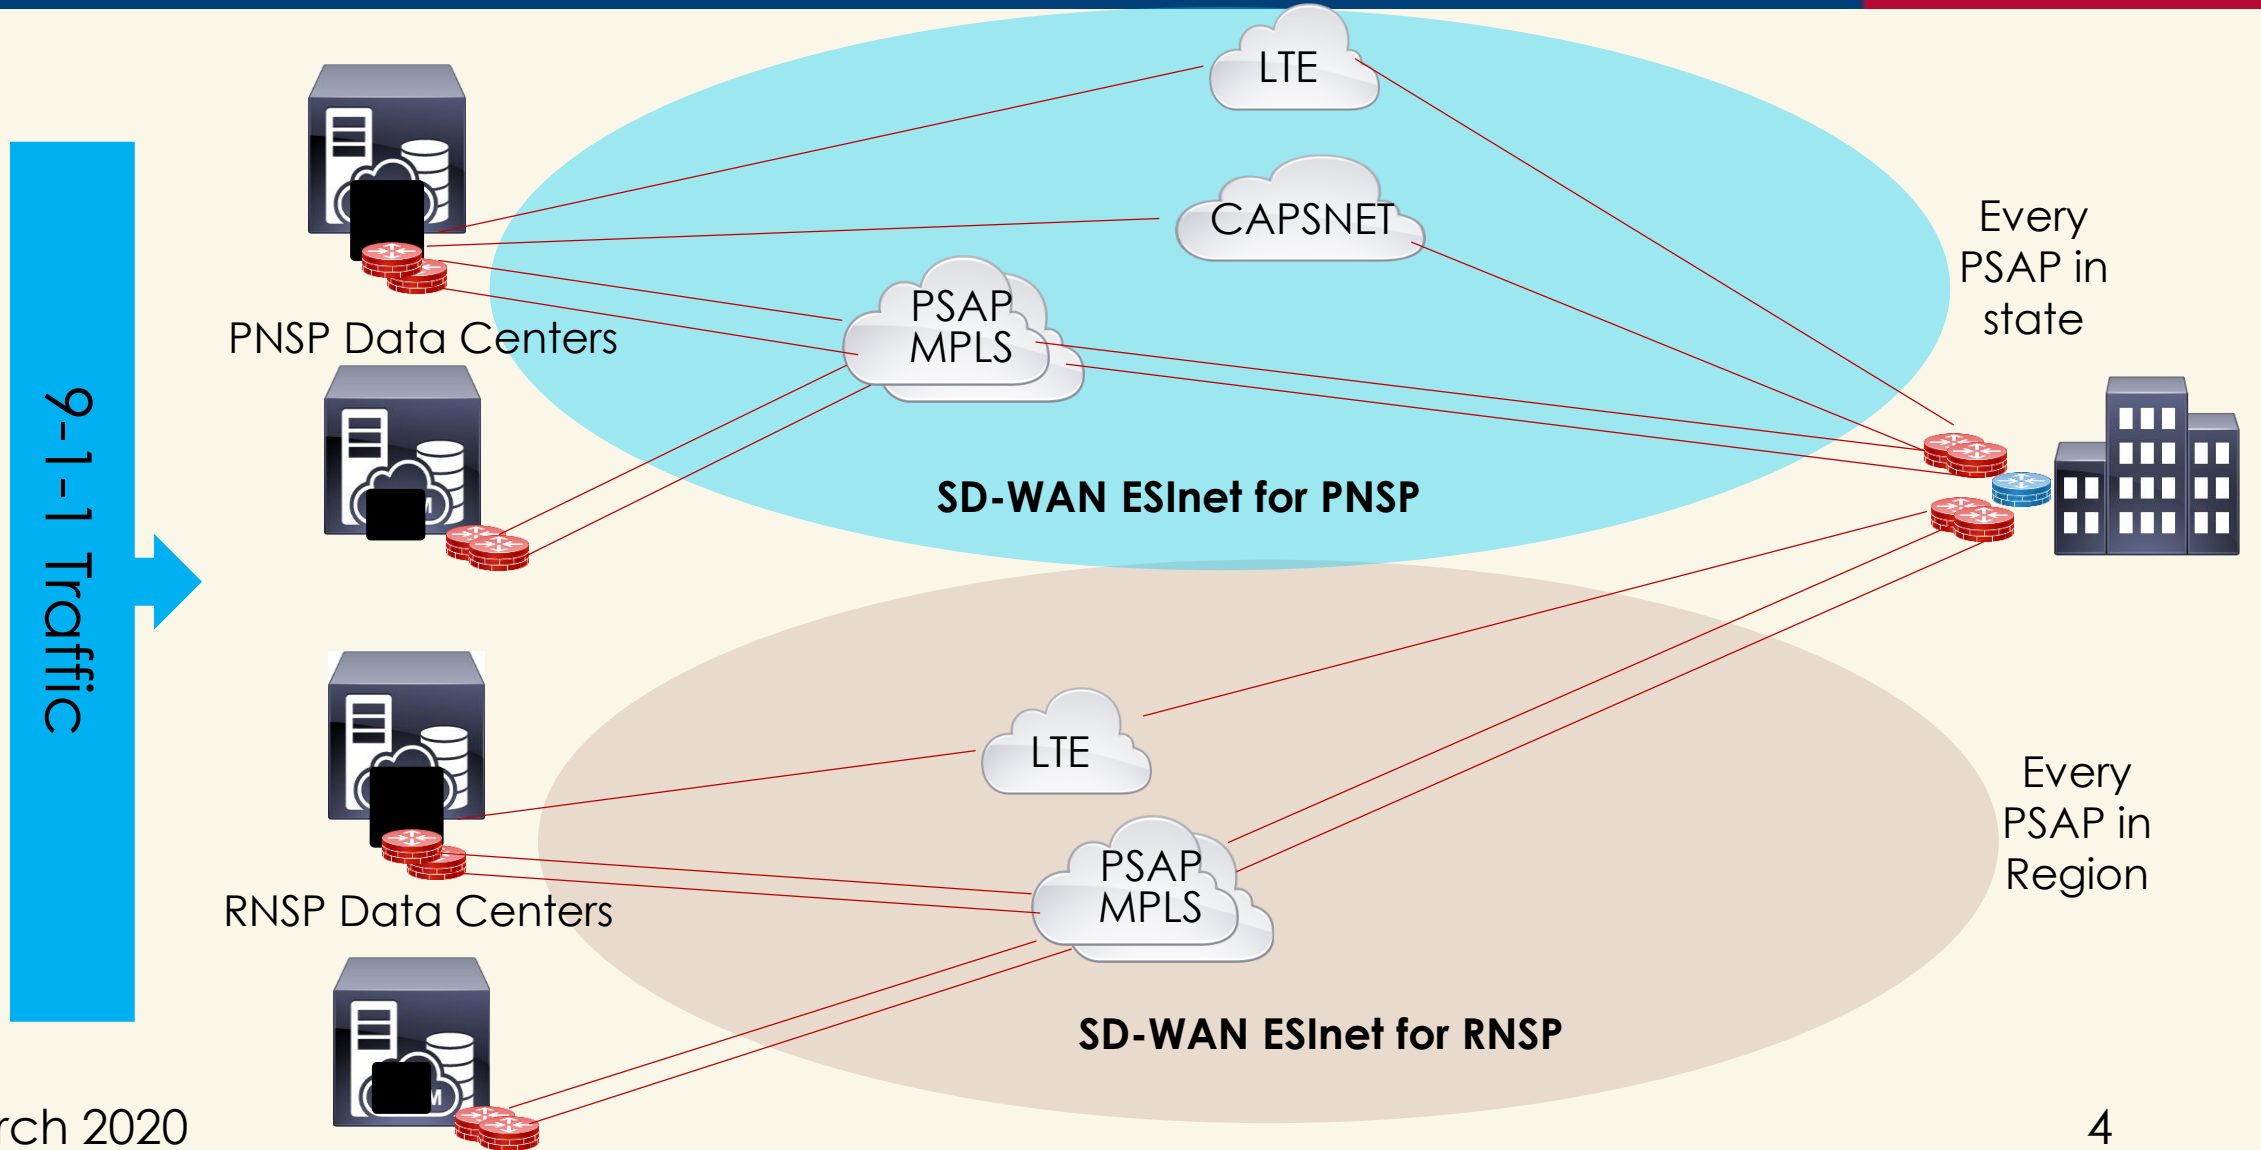 LTE
CAPSNET
Every
PSAP in
state
PSAP
MPLS
PNSP Data Centers
9-1-1 Traffic
SD-WAN ESInet for PNSP
LTE
Every
PSAP in
Region
PSAP
MPLS
RNSP Data Centers
SD-WAN ESInet for RNSP
rch 2020
4